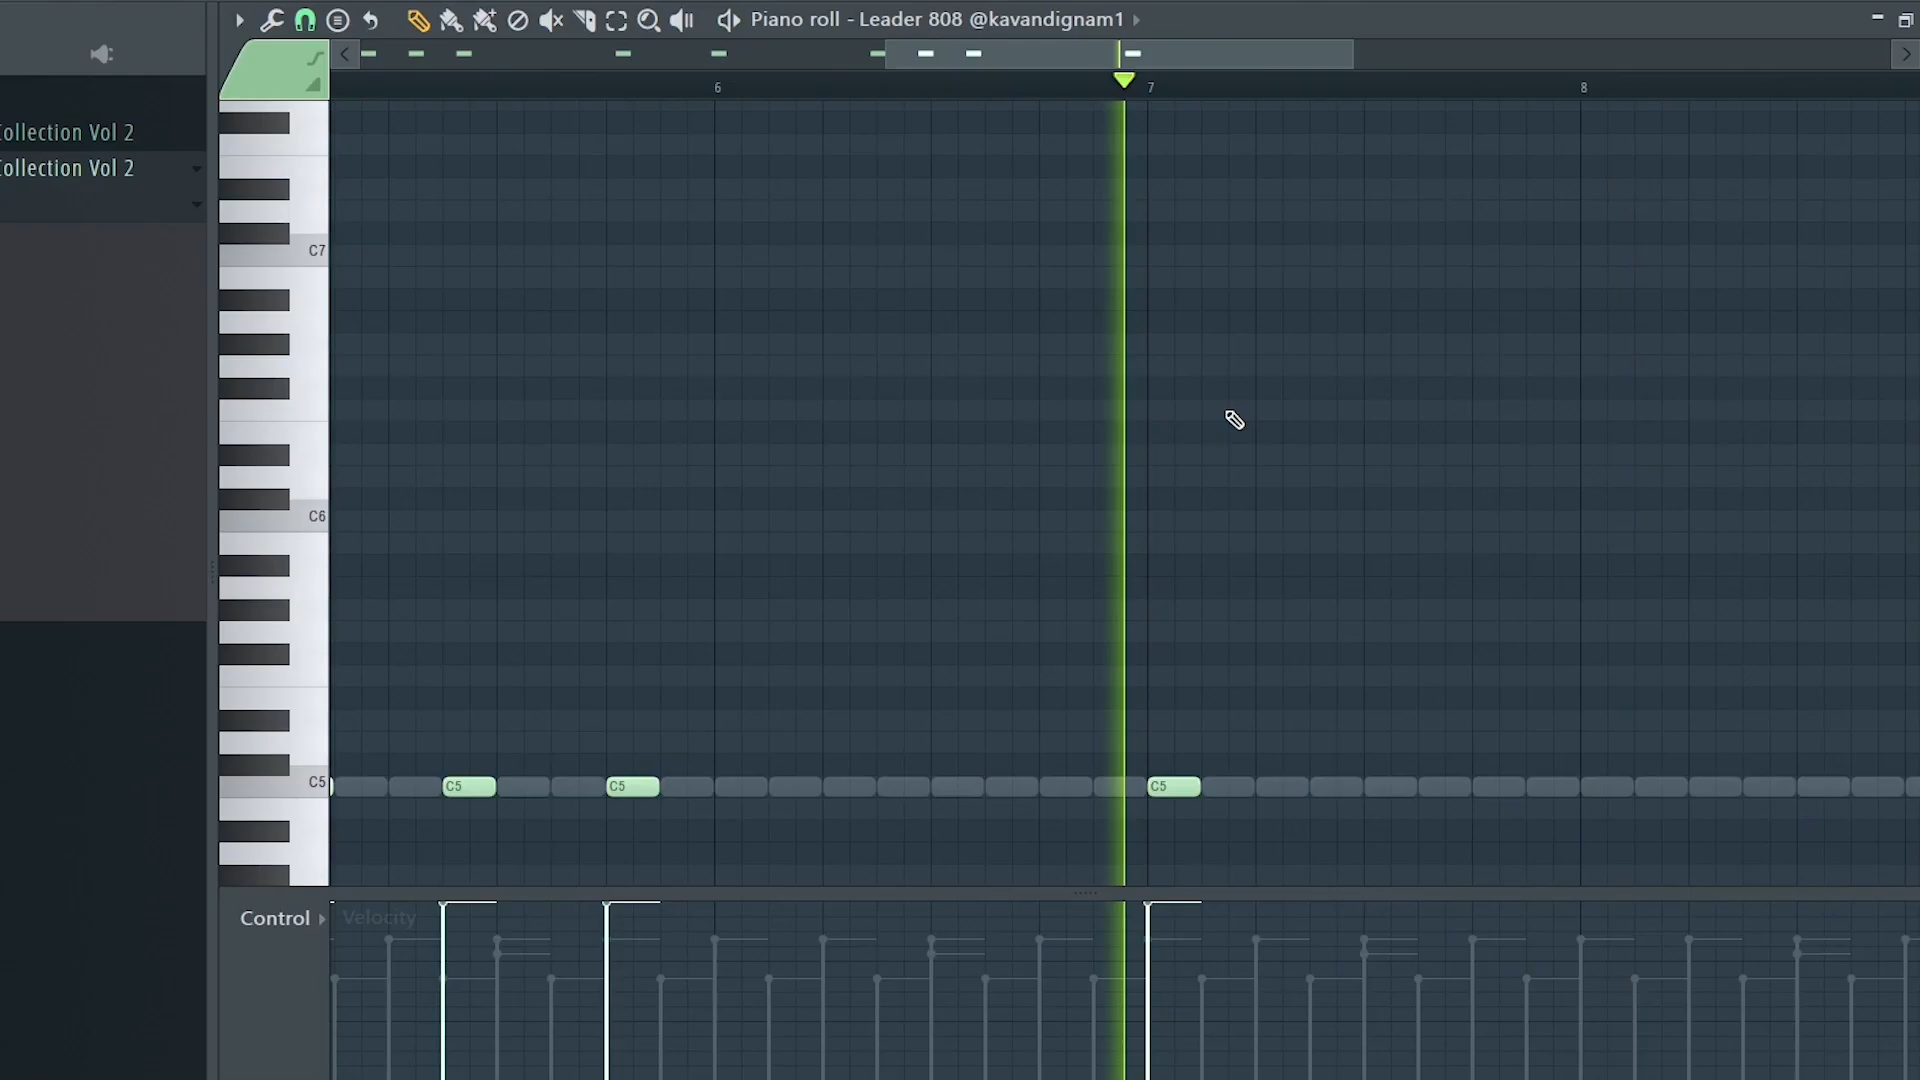 Piano roll - Leader 808 @kavandignam1
6 7 8
Collection Vol 2
Collection Vol 2
C7
C6
C5
C5 C5 C5
Control Velocity